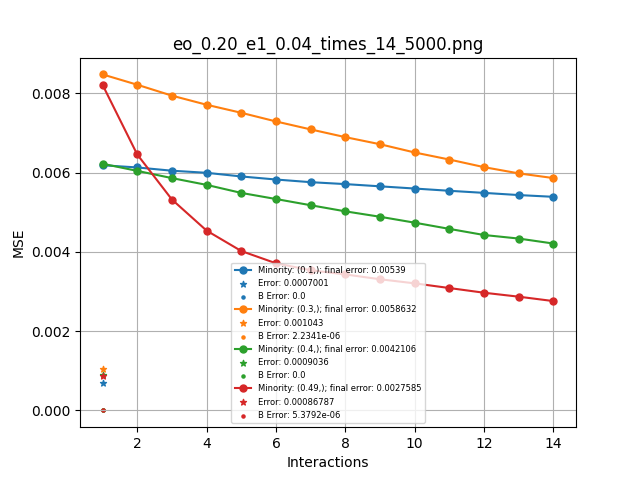 eo_0.20_e1_0.04_times_14_5000.png
MSE
0.008
0.006
0.004
0.002
0.000
Minority: (0.1,); final error: 0.00539
Error: 0.0007001
B Error: 0.0
Minority: (0.3,); final error: 0.0058632
Error: 0.001043
B Error: 2.2341e-06
Minority: (0.4,); final error: 0.0042106
Error: 0.0009036
B Error: 0.0
Minority: (0.49,); final error: 0.0027585
Error: 0.00086787
B Error: 5.3792e-06
2 4 6 8 10 12 14
Interactions